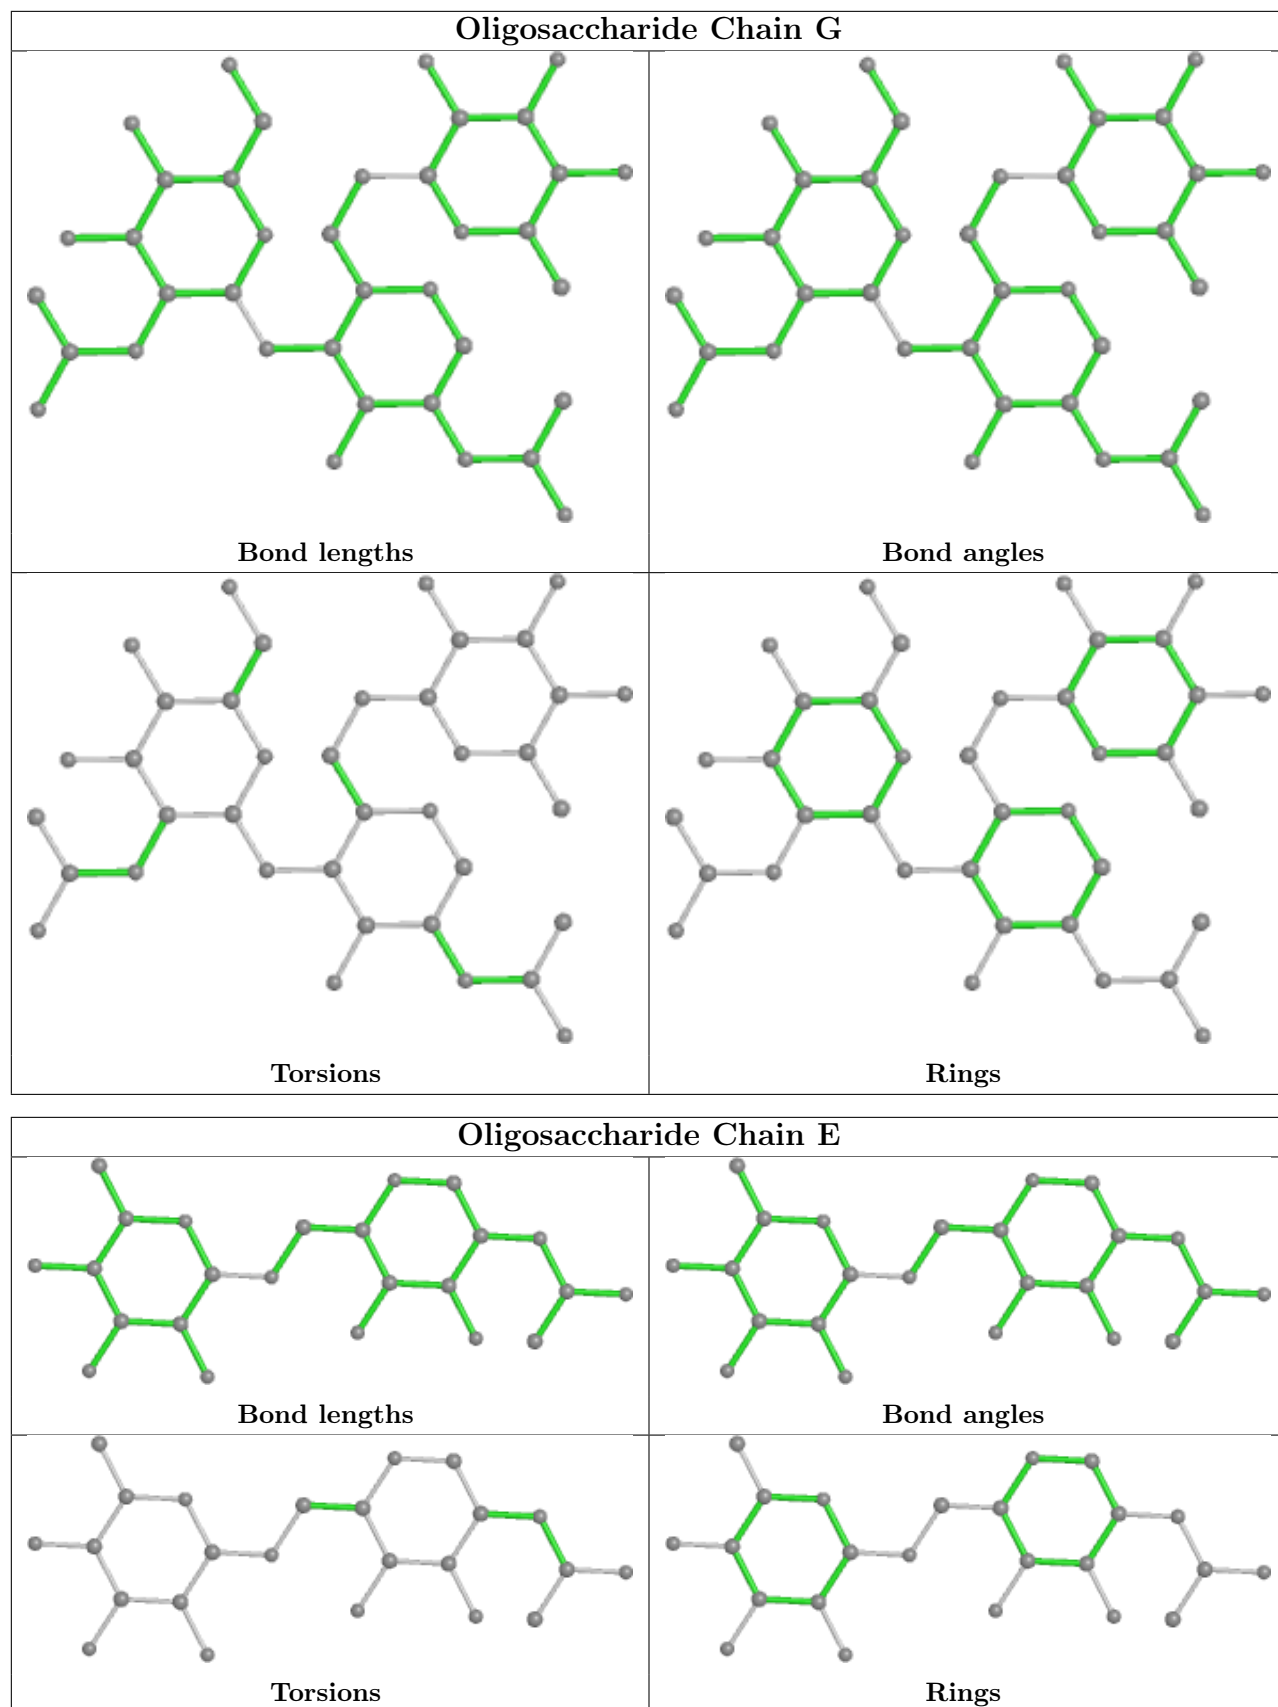 Oligosaccharide Chain G
Bond lengths
Bond angles
Torsions
Rings
Oligosaccharide Chain E
Bond lengths
Bond angles
Torsions
Rings